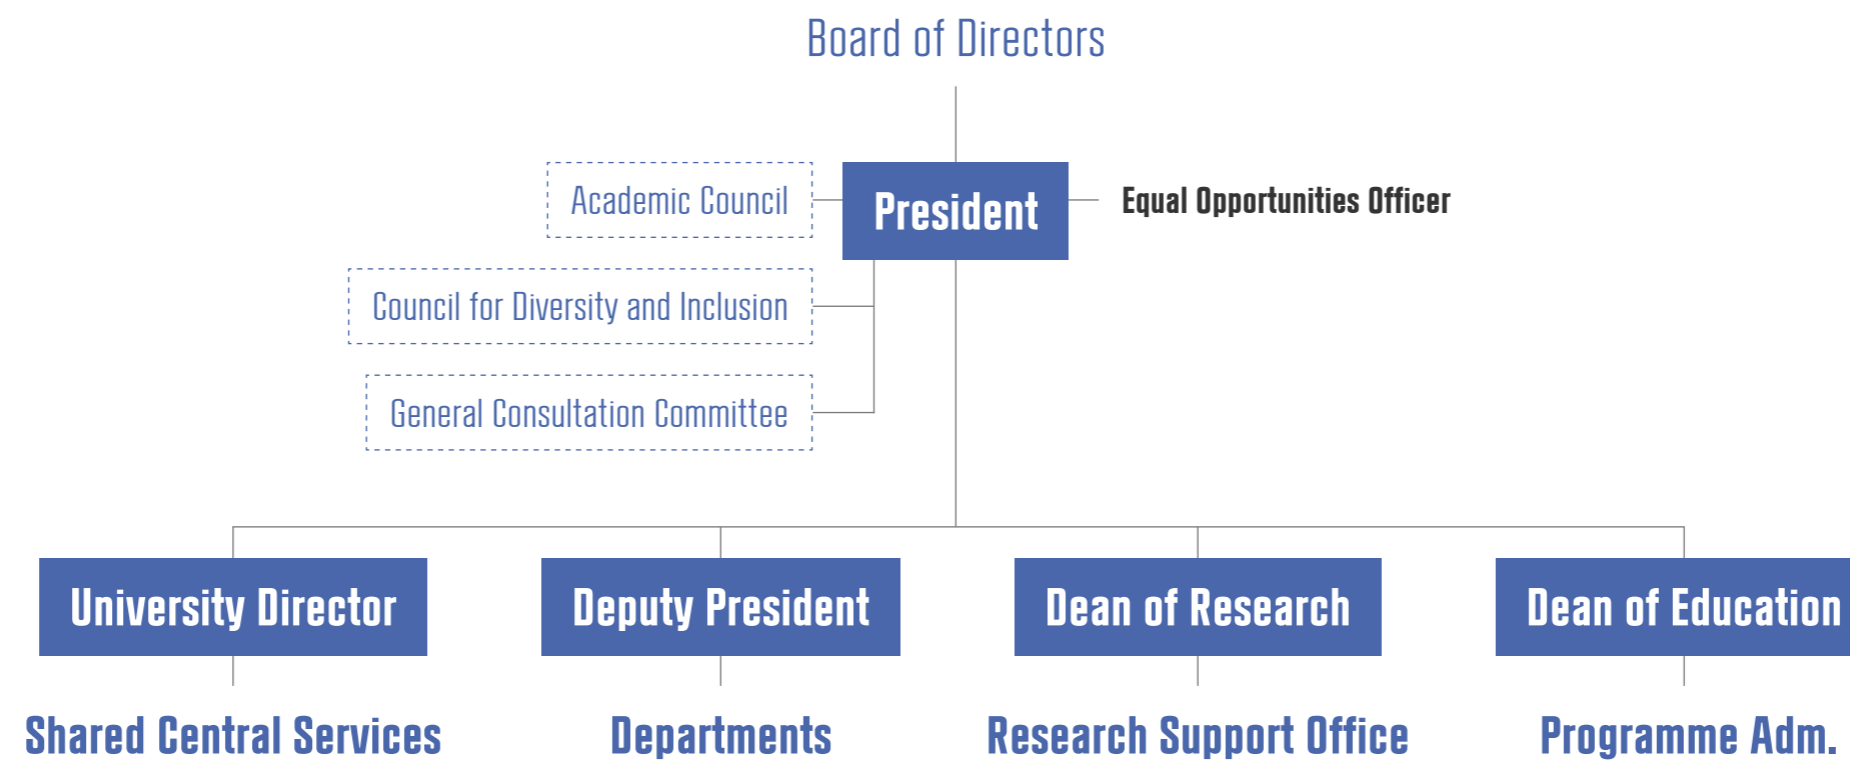 Board of Directors
Academic Council
President
Equal Opportunities Officer
Council for Diversity and Inclusion
General Consultation Committee
University Director
Deputy President
Dean of Research
Dean of Education
Shared Central Services
Departments
Research Support Office
Programme Adm.